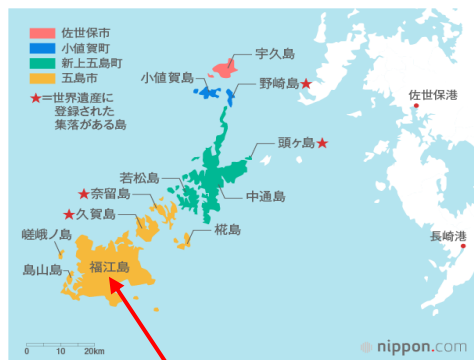 佐世保市
小値賀町
新上五島町
五島市
★=世界遺産に
登録された
集落がある島
宇久島
小値賀島
野崎島★
佐世保港
頭ヶ島★
若松島
★奈留島
中通島
★久賀島
椛島
嵯峨ノ島
長崎港
島山島
福江島
0 10 20km
nippon.com